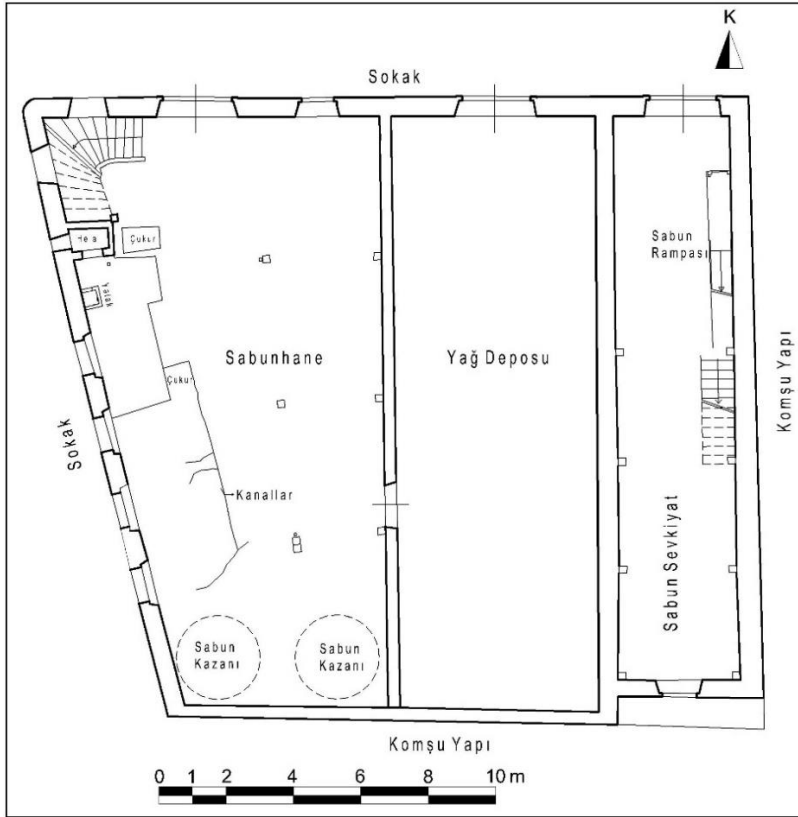 K
Sokak
Hela
Çukur
Yalak
Sabun
Rampası
Sabunhane
Yağ Deposu
Çukur
Komşu Yapı
Sokak
Kanallar
Sabun Sevkiyat
Sabun
Kazanı
Sabun
Kazanı
Komşu Yapı
0 1 2 4 6 8 10 m